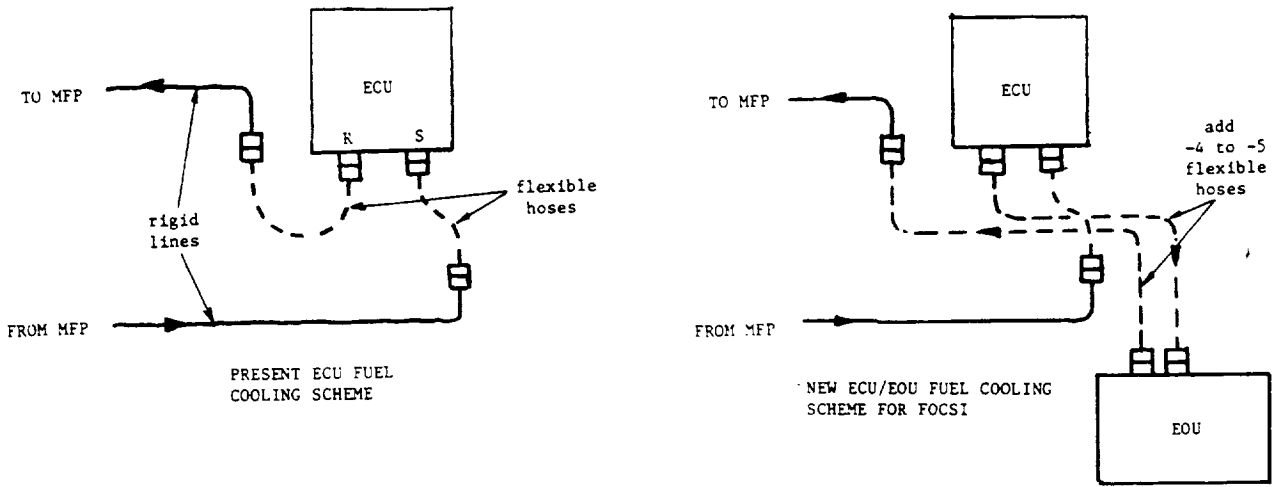 ECU
TO MFP
R S
flexible
hoses
rigid
lines
FROM MFP
PRESENT ECU FUEL
COOLING SCHEME
ECU
TO MFP
add
-4 to -5
flexible
hoses
FROM MFP
NEW ECU/EOU FUEL COOLING
SCHEME FOR FOCSI
EOU